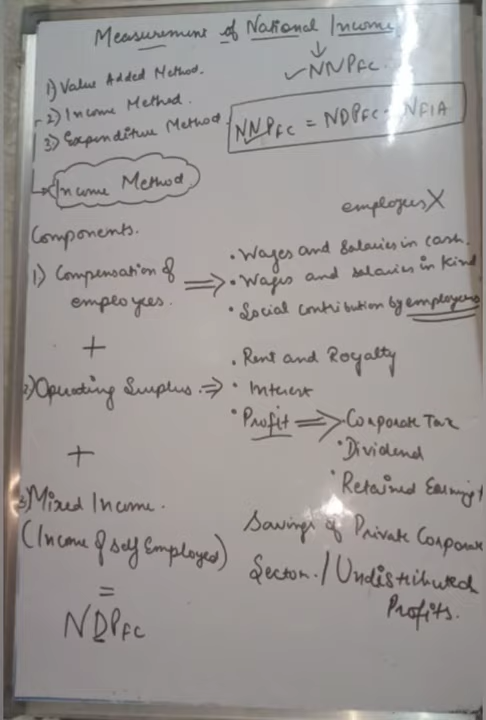 Measurement of National Income
↓
✓NNPFC
1) Value Added Method.
2) Income Method.
3) Expenditure Method
NNPFC = NDPFC + NFIA
Income Method
employees X
Components.
1) Compensation of employees. ⇒
• Wages and Salaries in cash.
• Wages and salaries in Kind
• Social contribution by employers
+
2) Operating Surplus ⇒
• Rent and Royalty
• Interest
• Profit ⇒ • Corporate Tax
• Dividend
• Retained Earnings
+
3) Mixed Income.
(Income of self Employed)
Savings of Private Corporate
Sector. / Undistributed
Profits.
=
NDPFC